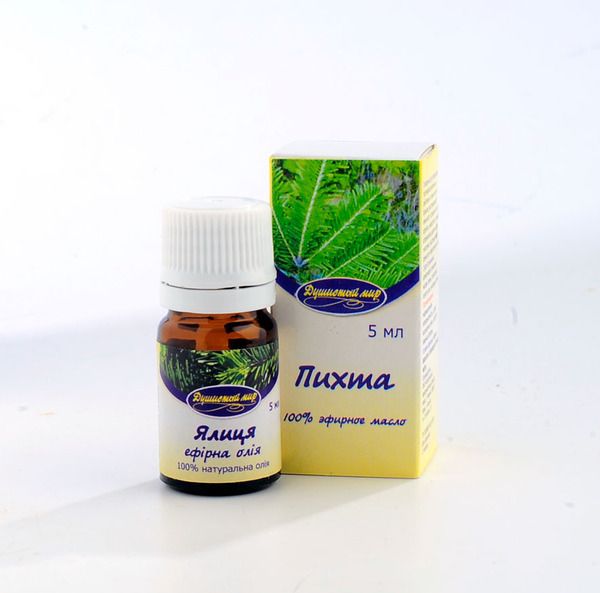 Душистый мир
5 мл
Ялиця
ефірна олія
100% натуральна олія
Душистый мир
5 мл
Пихта
100% эфирное масло